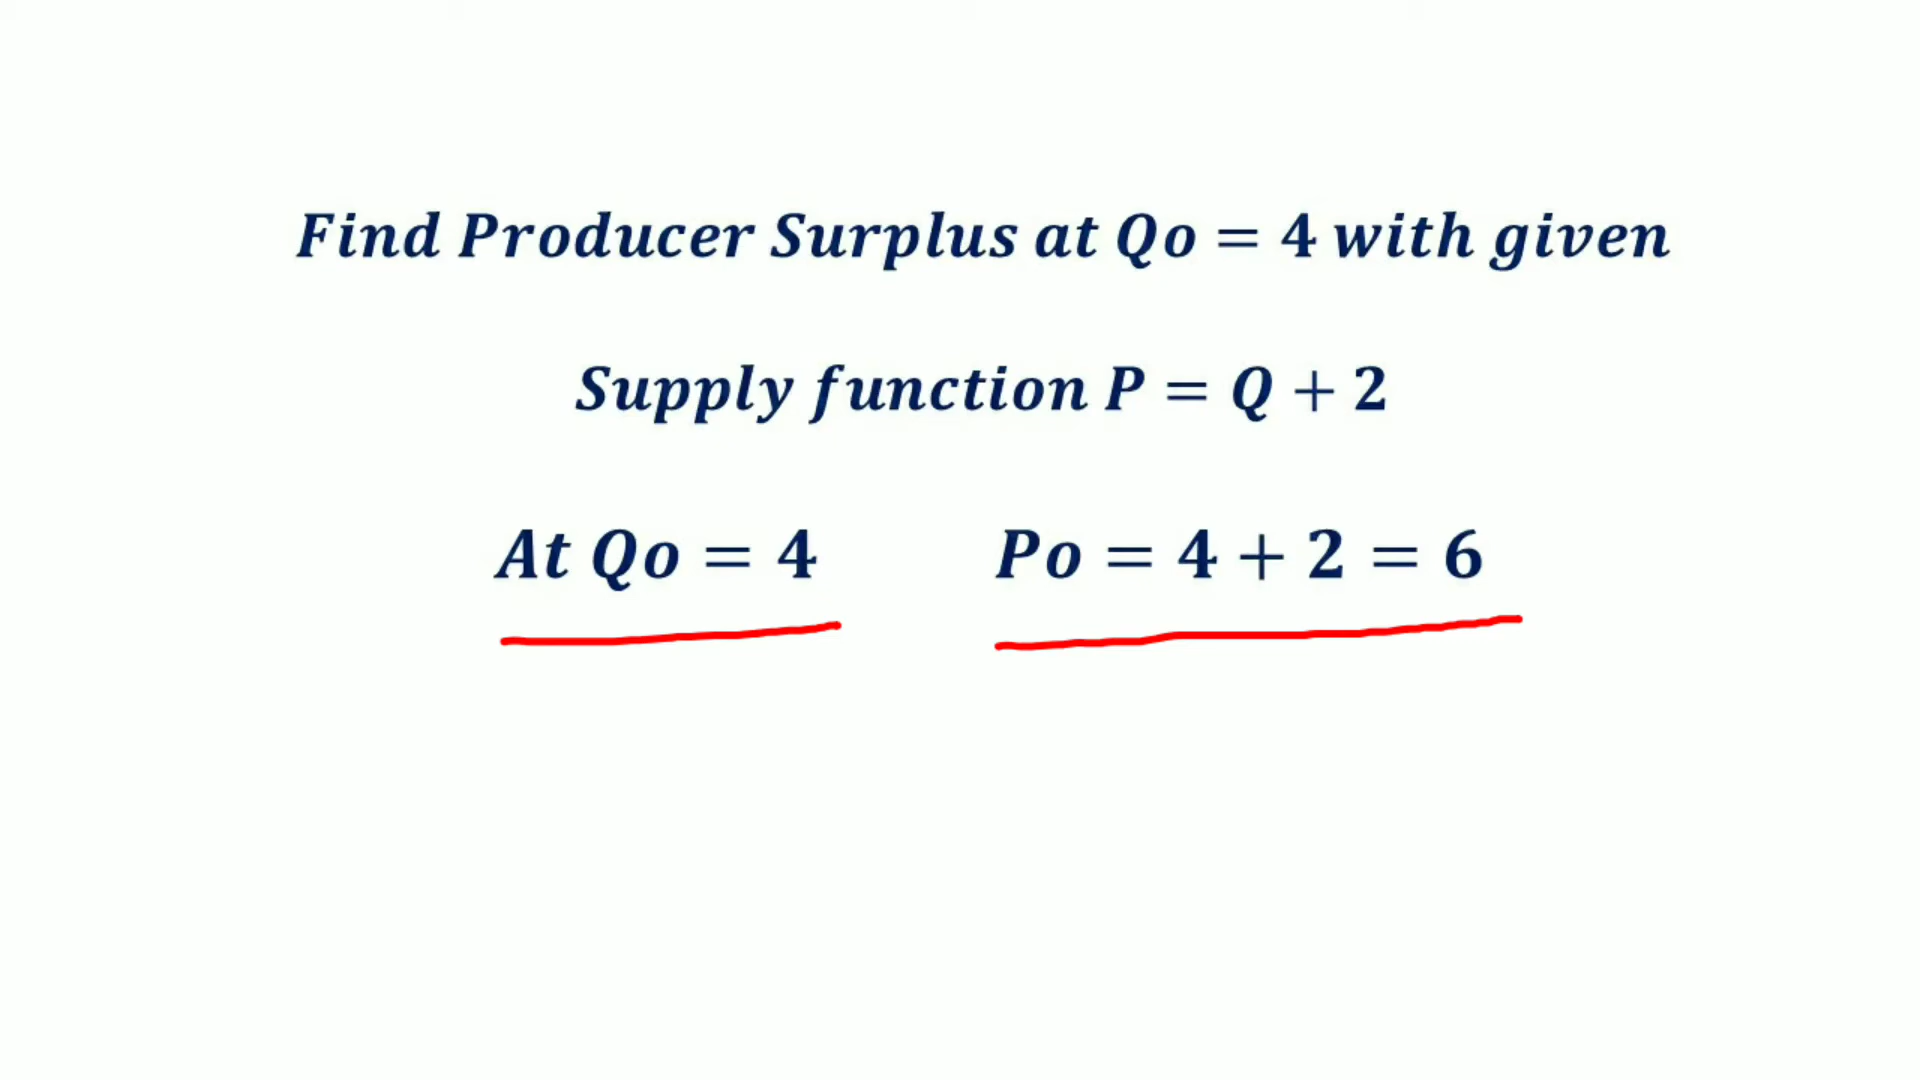 Find Producer Surplus at Qo = 4 with given
Supply function P = Q + 2
At Qo = 4 Po = 4 + 2 = 6